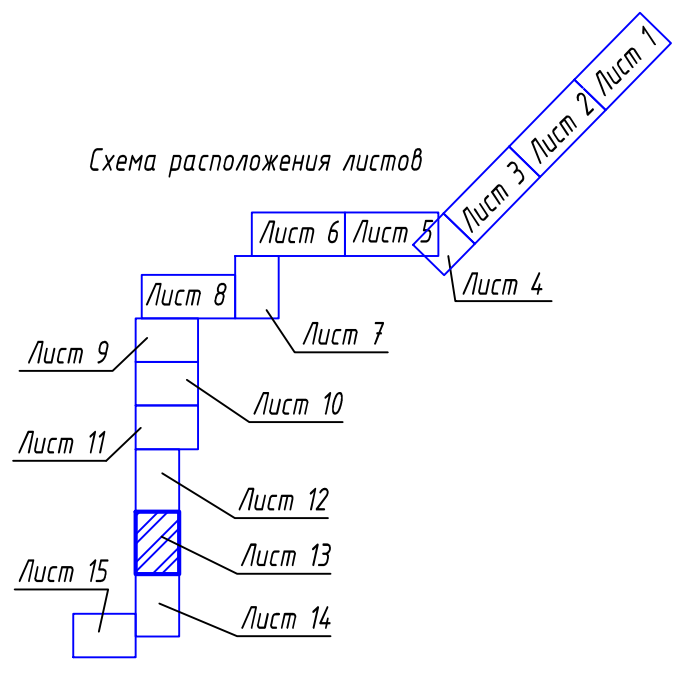 Лист 1
Лист 2
Схема расположения листов
Лист 3
Лист 6
Лист 5
Лист 4
Лист 8
Лист 7
Лист 9
Лист 10
Лист 11
Лист 12
Лист 13
Лист 15
Лист 14